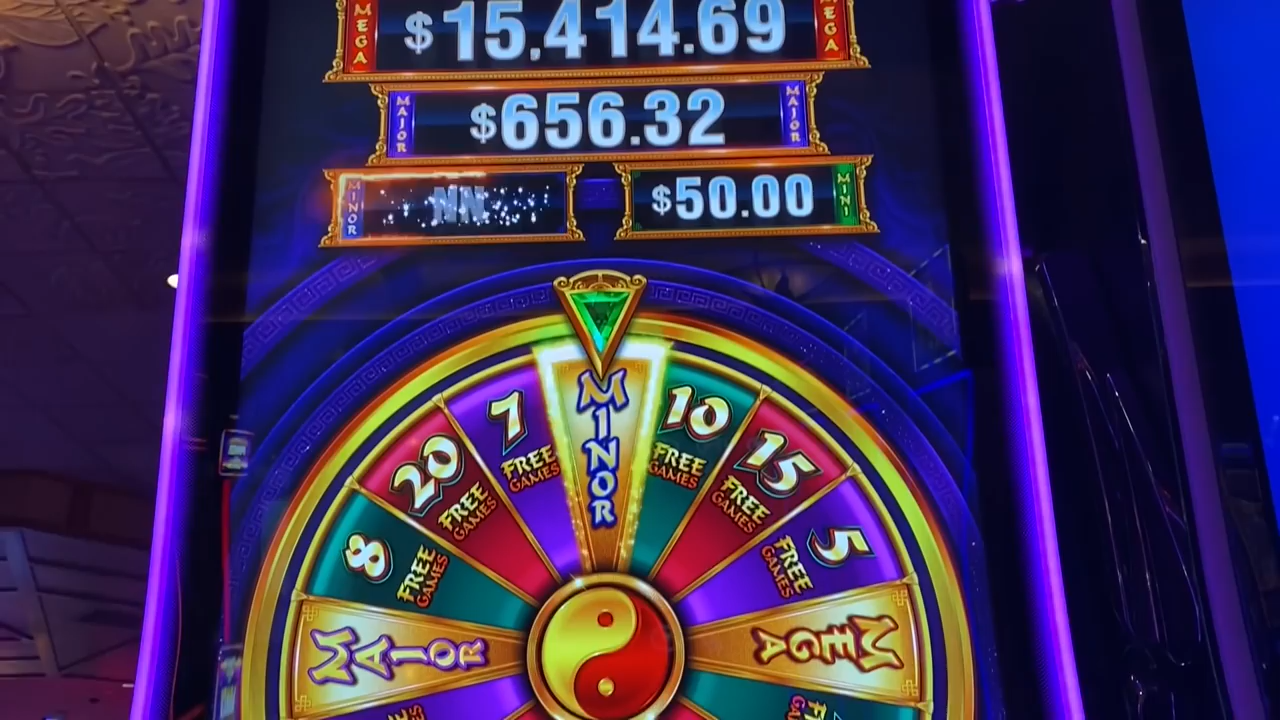 MEGA $15,414.69 MEGA
MAJOR $656.32 MAJOR
MINOR
$50.00 MINI
MINOR
7 FREE GAMES
10 FREE GAMES
20 FREE GAMES
15 FREE GAMES
8 FREE GAMES
5 FREE GAMES
MAJOR
MEGA